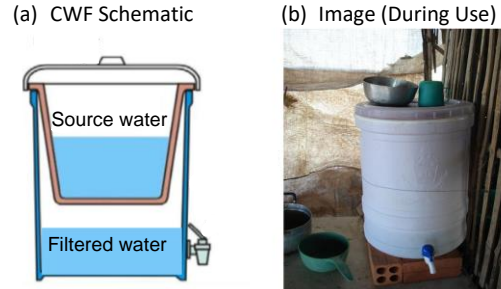 (a) CWF Schematic
(b) Image (During Use)
Source water
Filtered water